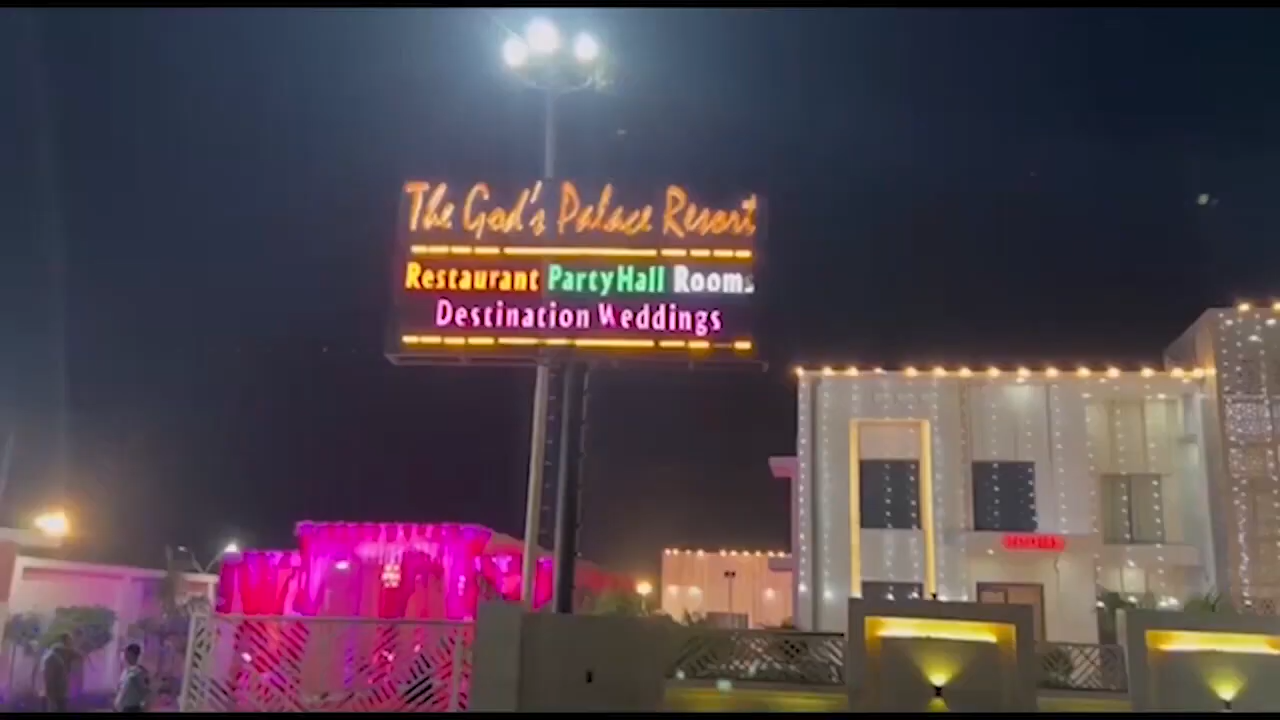 The God's Palace Resort
Restaurant PartyHall Rooms
Destination Weddings